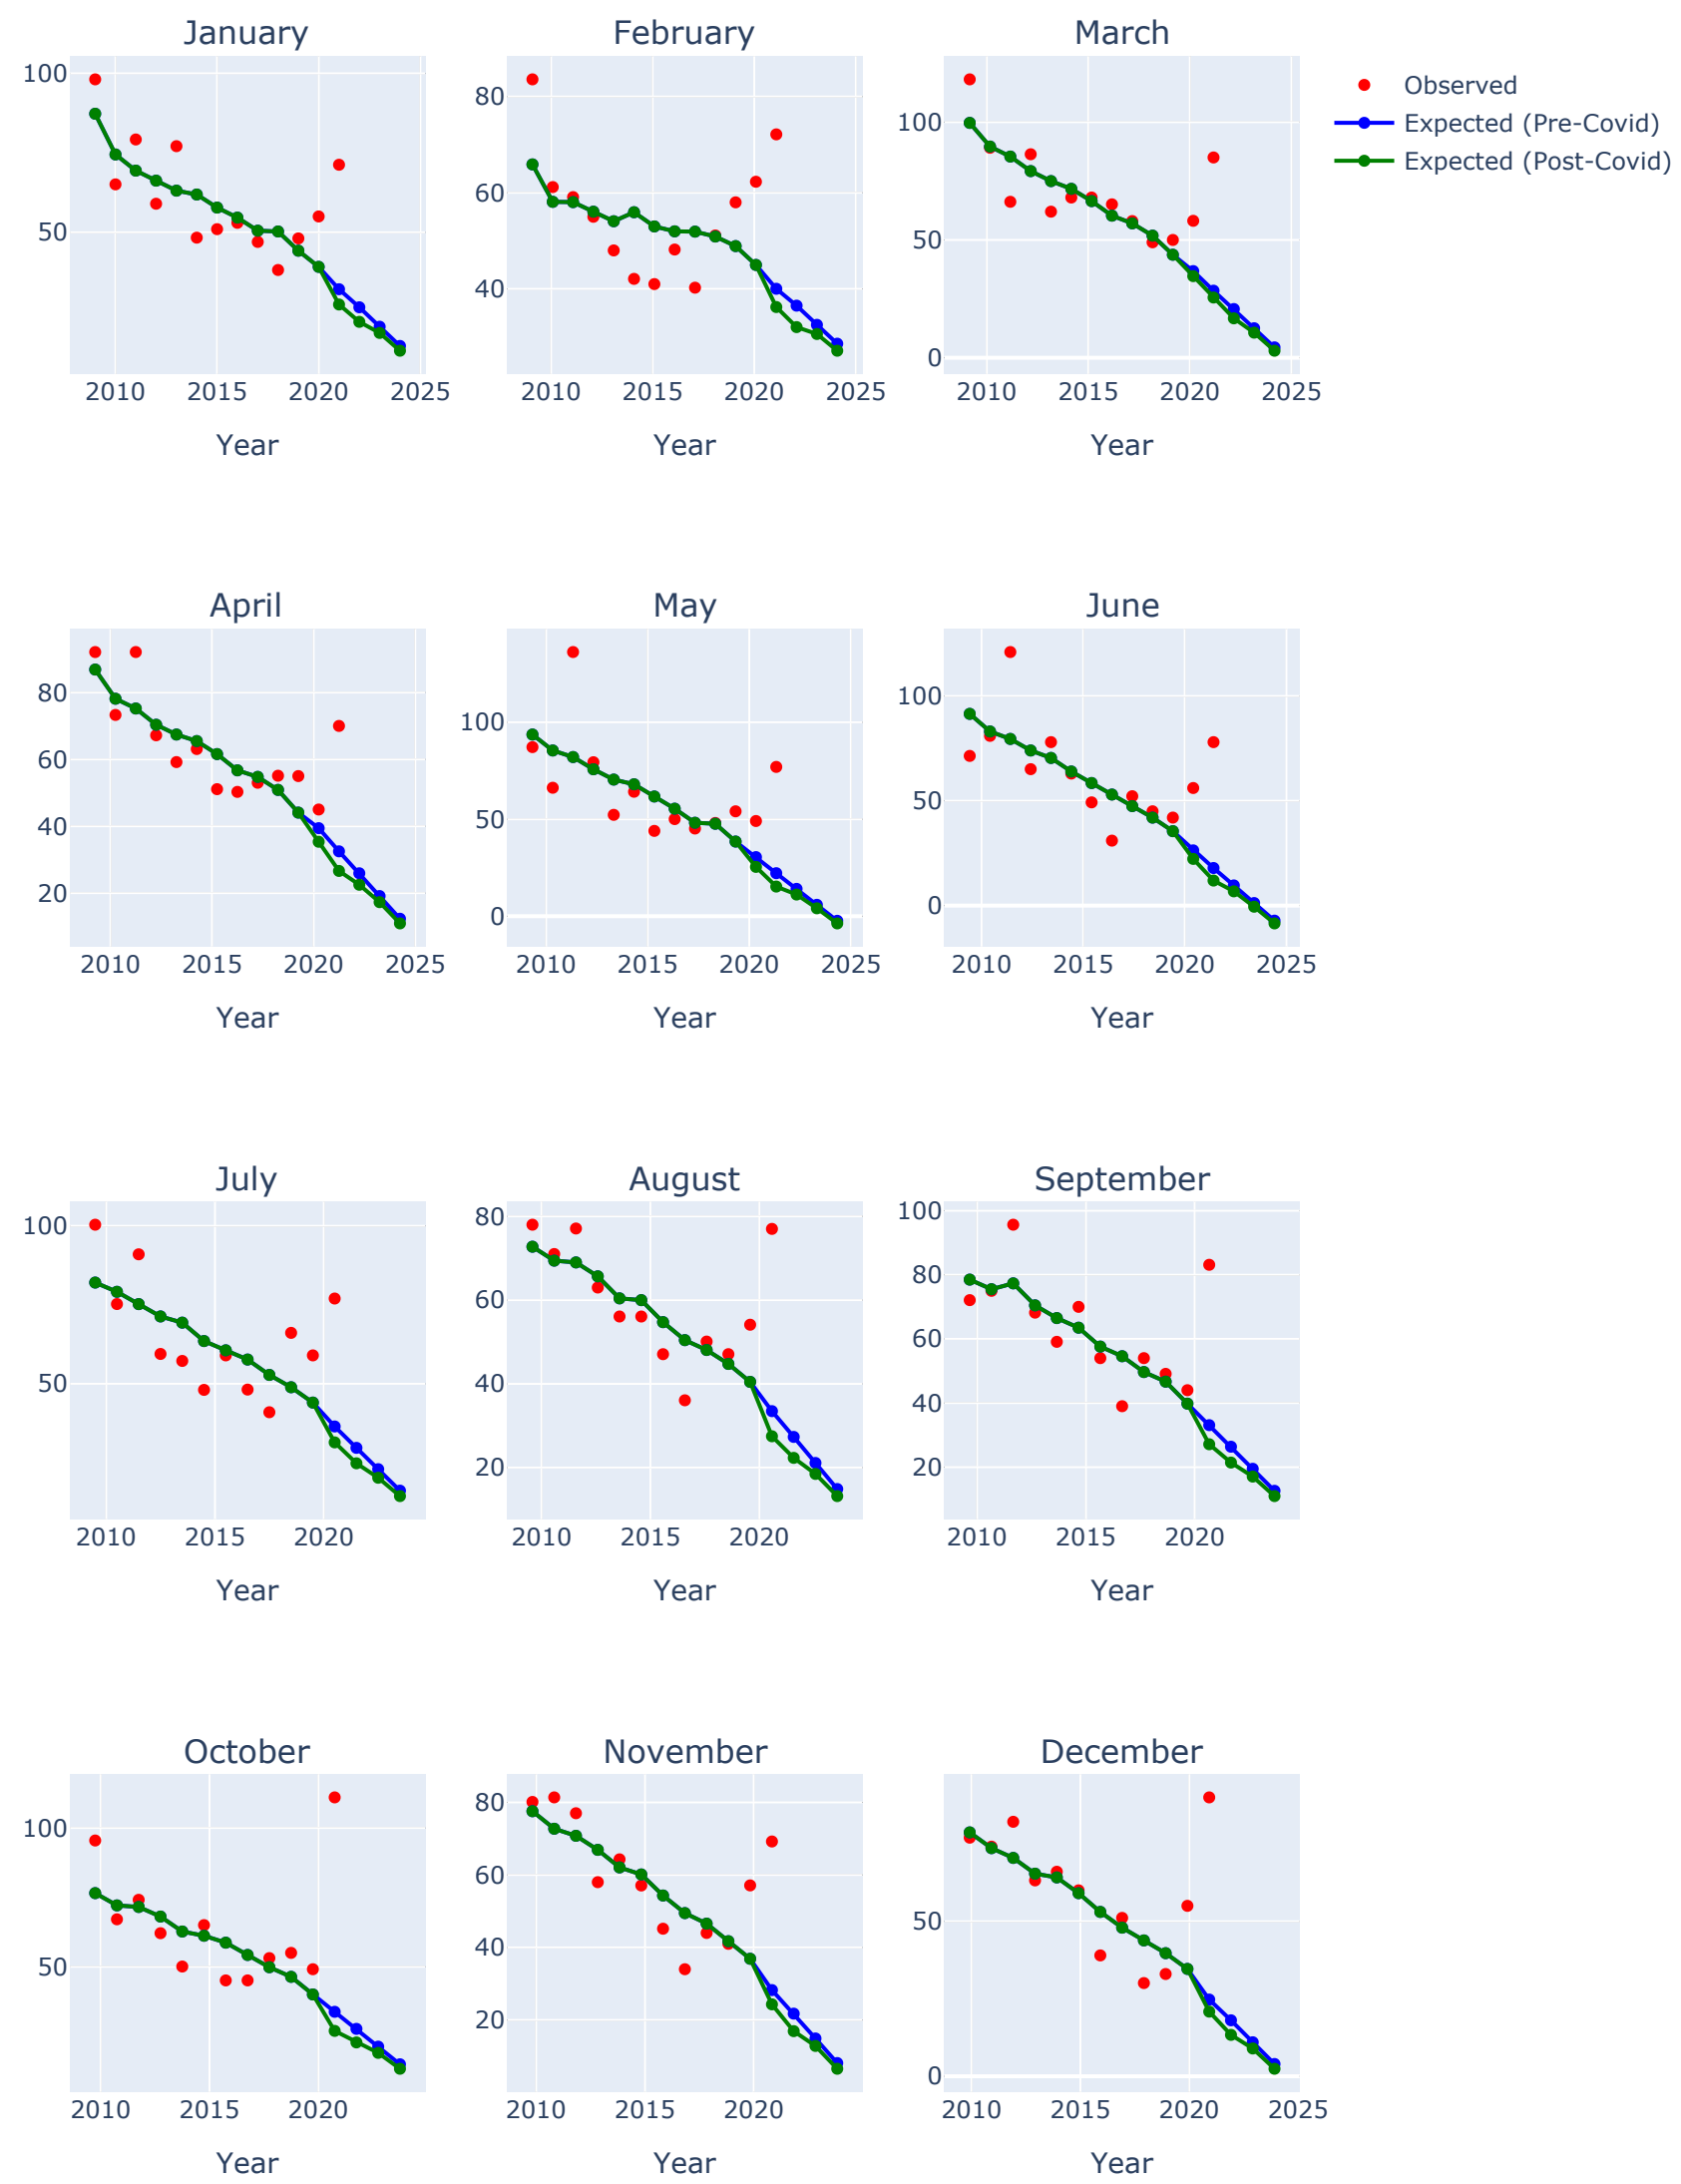 January February March
100
50
2010 2015 2020 2025
Year
80
60
40
2010 2015 2020 2025
Year
100
50
0
2010 2015 2020 2025
Year
Observed
Expected (Pre-Covid)
Expected (Post-Covid)
April May June
80
60
40
20
2010 2015 2020 2025
Year
100
50
0
2010 2015 2020 2025
Year
100
50
0
2010 2015 2020 2025
Year
July August September
100
50
2010 2015 2020
Year
80
60
40
20
2010 2015 2020
Year
100
80
60
40
20
2010 2015 2020
Year
October November December
100
50
2010 2015 2020
Year
80
60
40
20
2010 2015 2020
Year
50
0
2010 2015 2020 2025
Year